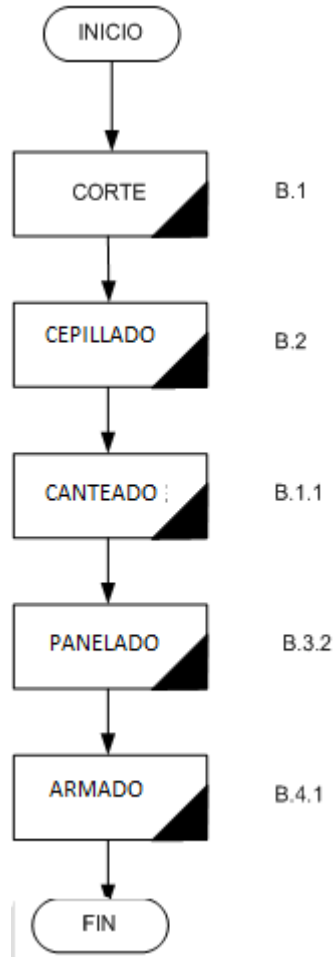 INICIO
CORTE
B.1
CEPILLADO
B.2
CANTEADO
B.1.1
PANELADO
B.3.2
ARMADO
B.4.1
FIN